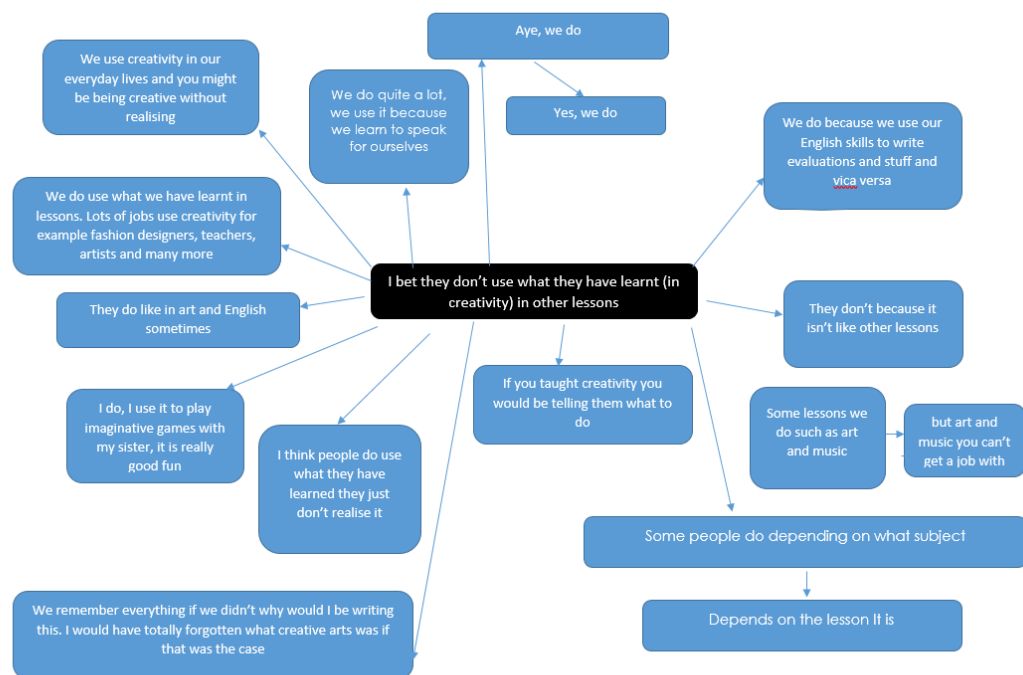 Aye, we do
Yes, we do
We use creativity in our
everyday lives and you might
be being creative without
realising
We do quite a lot,
we use it because
we learn to speak
for ourselves
We do because we use our
English skills to write
evaluations and stuff and
vica versa
We do use what we have learnt in
lessons. Lots of jobs use creativity for
example fashion designers, teachers,
artists and many more
I bet they don’t use what they have learnt (in
creativity) in other lessons
They do like in art and English
sometimes
They don’t because it
isn’t like other lessons
If you taught creativity you
would be telling them what to
do
I do, I use it to play
imaginative games with
my sister, it is really
good fun
Some lessons we
do such as art
and music
but art and
music you can’t
get a job with
I think people do use
what they have
learned they just
don’t realise it
Some people do depending on what subject
Depends on the lesson It is
We remember everything if we didn’t why would I be writing
this. I would have totally forgotten what creative arts was if
that was the case